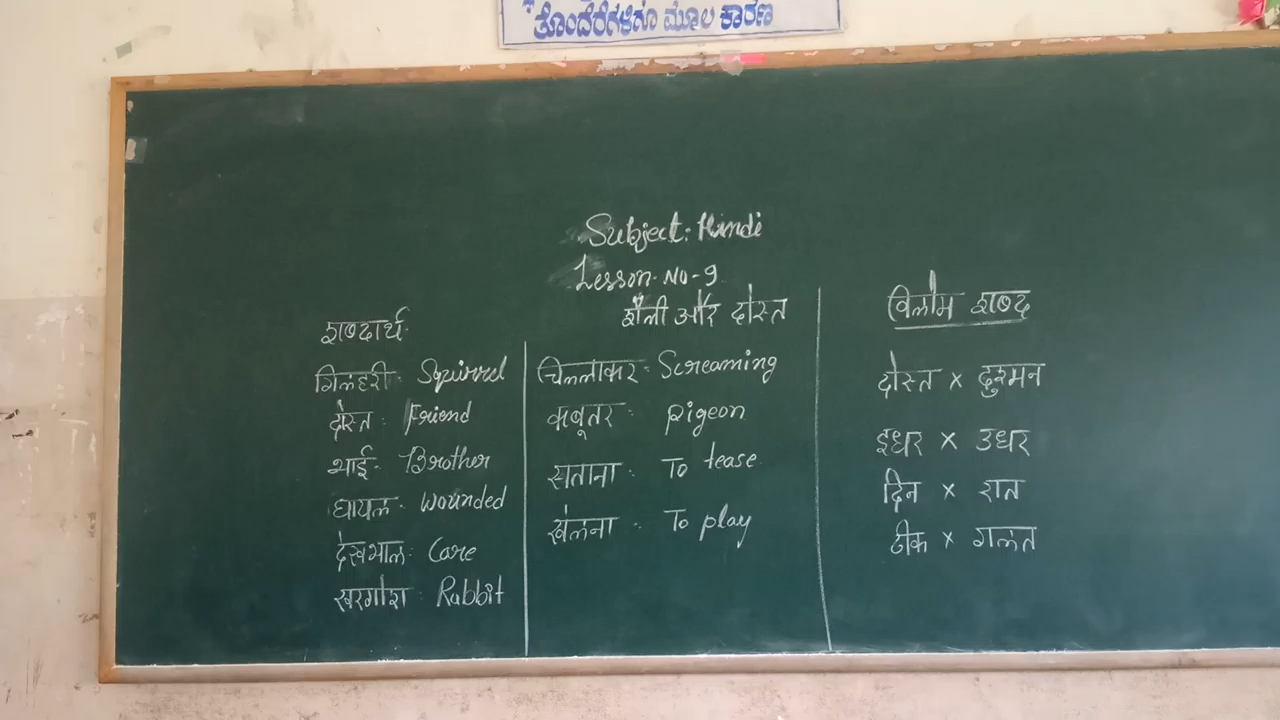 ತೊಂದರೆಗಳಿಗೂ ಮೂಲ ಕಾರಣ
Subject: Hindi
Lesson. No-9
शैली और दोस्त
शब्दार्थ
गिलहरी: Squirrel
दोस्त: Friend
भाई- Brother
घायल- wounded
देखभाल: Care
खरगोश: Rabbit
चिल्लाकर: Screaming
कबूतर: pigeon
सताना: To tease
खेलना: To play
विलोम शब्द
दोस्त x दुश्मन
इधर x उधर
दिन x रात
ठीक x गलत